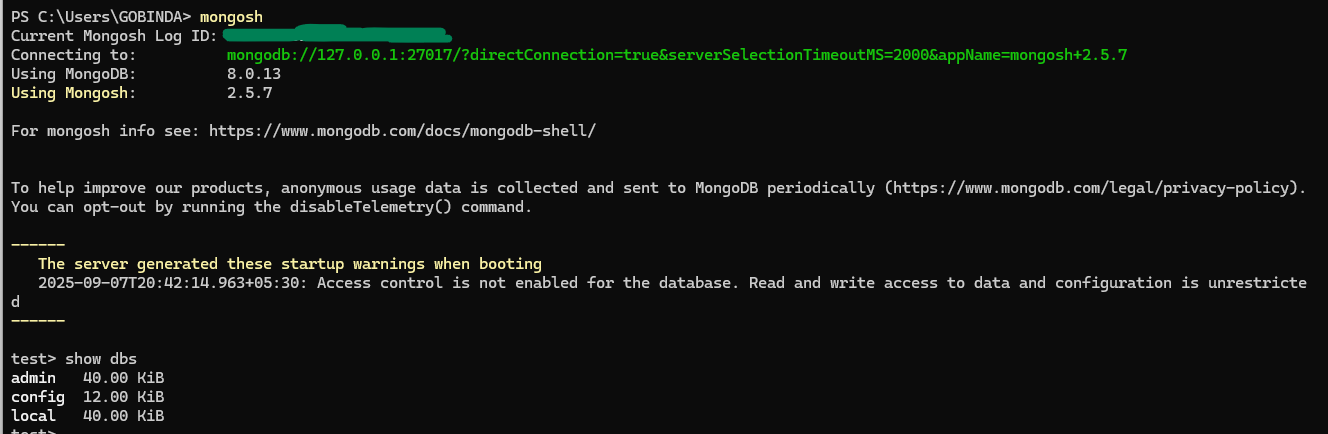 PS C:\Users\GOBINDA> mongosh
Current Mongosh Log ID:
Connecting to:          mongodb://127.0.0.1:27017/?directConnection=true&serverSelectionTimeoutMS=2000&appName=mongosh+2.5.7
Using MongoDB:          8.0.13
Using Mongosh:          2.5.7
For mongosh info see: https://www.mongodb.com/docs/mongodb-shell/
To help improve our products, anonymous usage data is collected and sent to MongoDB periodically (https://www.mongodb.com/legal/privacy-policy).
You can opt-out by running the disableTelemetry() command.
------
   The server generated these startup warnings when booting
   2025-09-07T20:42:14.963+05:30: Access control is not enabled for the database. Read and write access to data and configuration is unrestricte
d
------
test> show dbs
admin   40.00 KiB
config  12.00 KiB
local   40.00 KiB
test>